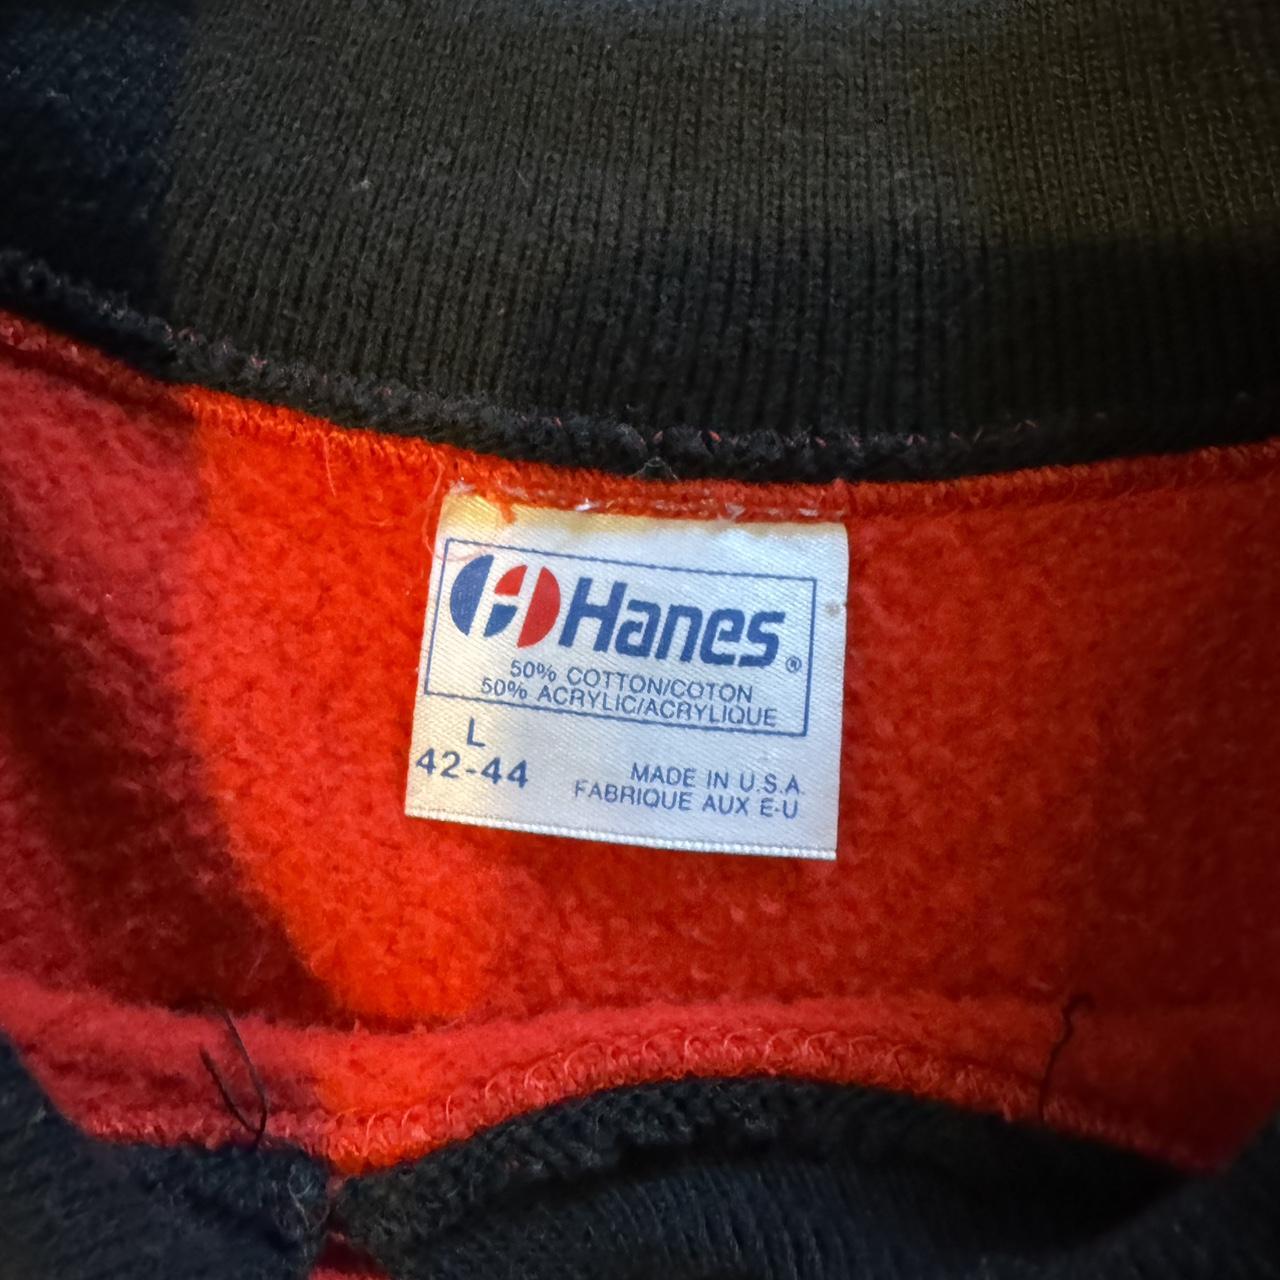 Hanes®
50% COTTON/COTON
50% ACRYLIC/ACRYLIQUE
L
42-44
MADE IN U.S.A.
FABRIQUE AUX E-U